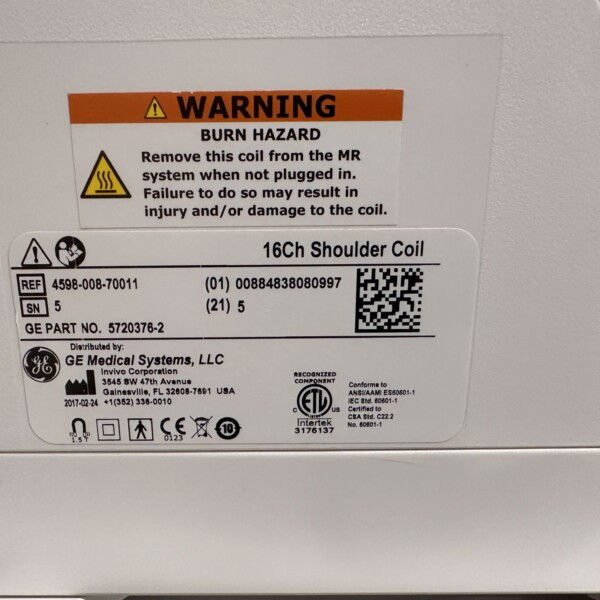 WARNING
BURN HAZARD
Remove this coil from the MR
system when not plugged in.
Failure to do so may result in
injury and/or damage to the coil.
16Ch Shoulder Coil
REF 4598-008-70011 (01) 00884838080997
SN 5 (21) 5
GE PART NO. 5720376-2
Distributed by:
GE Medical Systems, LLC
Invivo Corporation
3545 SW 47th Avenue
Gainesville, FL 32608-7691 USA
2017-02-24 +1(352) 336-0010
1.5 T
CE
0123
10
RECOGNIZED
COMPONENT
C ETL US
Intertek
3176137
Conforms to
ANSI/AAMI ES60601-1
IEC Std. 60601-1
Certified to
CSA Std. C22.2
No. 60601-1